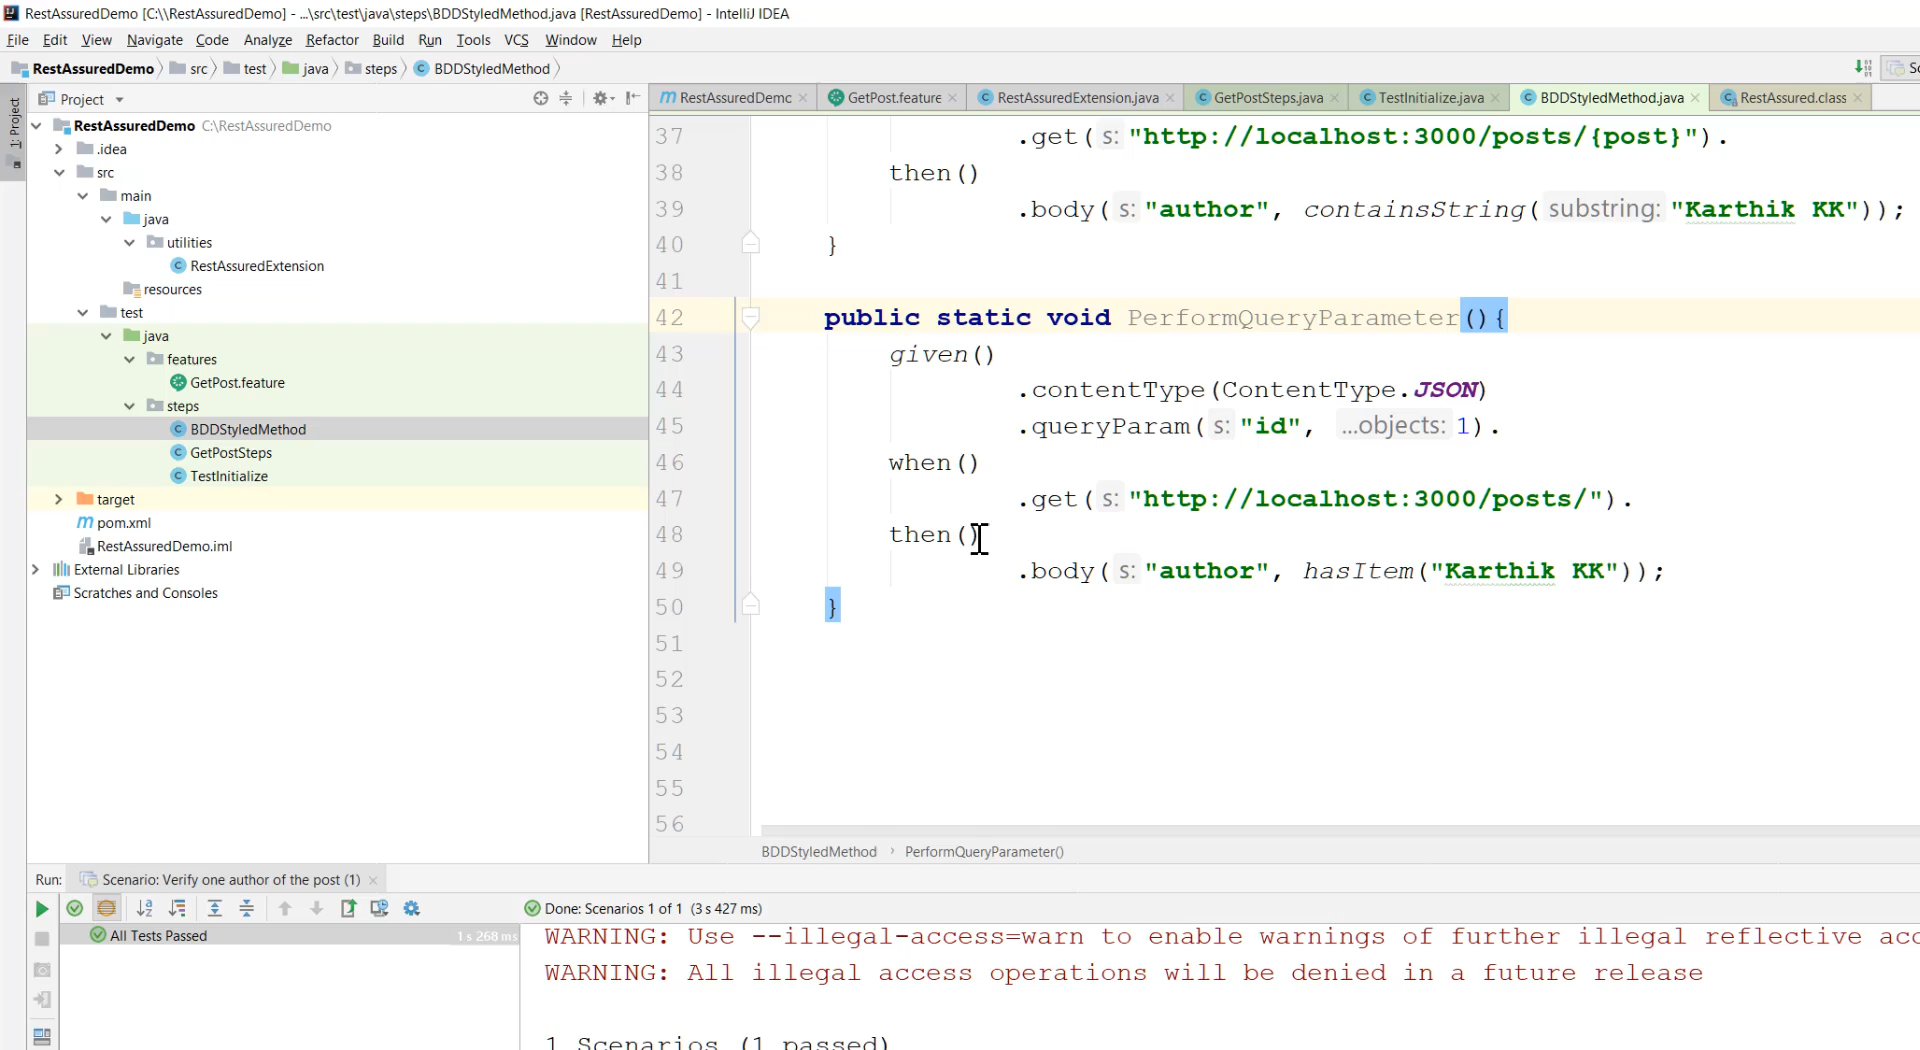 RestAssuredDemo [C:\\RestAssuredDemo] - ...\src\test\java\steps\BDDStyledMethod.java [RestAssuredDemo] - IntelliJ IDEA
File Edit View Navigate Code Analyze Refactor Build Run Tools VCS Window Help
RestAssuredDemo src test java steps BDDStyledMethod
1: Project
Project
RestAssuredDemo C:\RestAssuredDemo
.idea
src
main
java
utilities
RestAssuredExtension
resources
test
java
features
GetPost.feature
steps
BDDStyledMethod
GetPostSteps
TestInitialize
target
pom.xml
RestAssuredDemo.iml
External Libraries
Scratches and Consoles
RestAssuredDemo GetPost.feature RestAssuredExtension.java GetPostSteps.java TestInitialize.java BDDStyledMethod.java RestAssured.class
37 .get( s: "http://localhost:3000/posts/{post}").
38 then()
39 .body( s: "author", containsString( substring: "Karthik KK"));
40 }
41
42 public static void PerformQueryParameter(){
43 given()
44 .contentType(ContentType.JSON)
45 .queryParam( s: "id", ...objects: 1).
46 when()
47 .get( s: "http://localhost:3000/posts/").
48 then()
49 .body( s: "author", hasItem("Karthik KK"));
50 }
51
52
53
54
55
56
BDDStyledMethod PerformQueryParameter()
Run: Scenario: Verify one author of the post (1)
Done: Scenarios 1 of 1 (3 s 427 ms)
All Tests Passed 1 s 268 ms
WARNING: Use --illegal-access=warn to enable warnings of further illegal reflective acc
WARNING: All illegal access operations will be denied in a future release
1 Scenarios (1 passed)